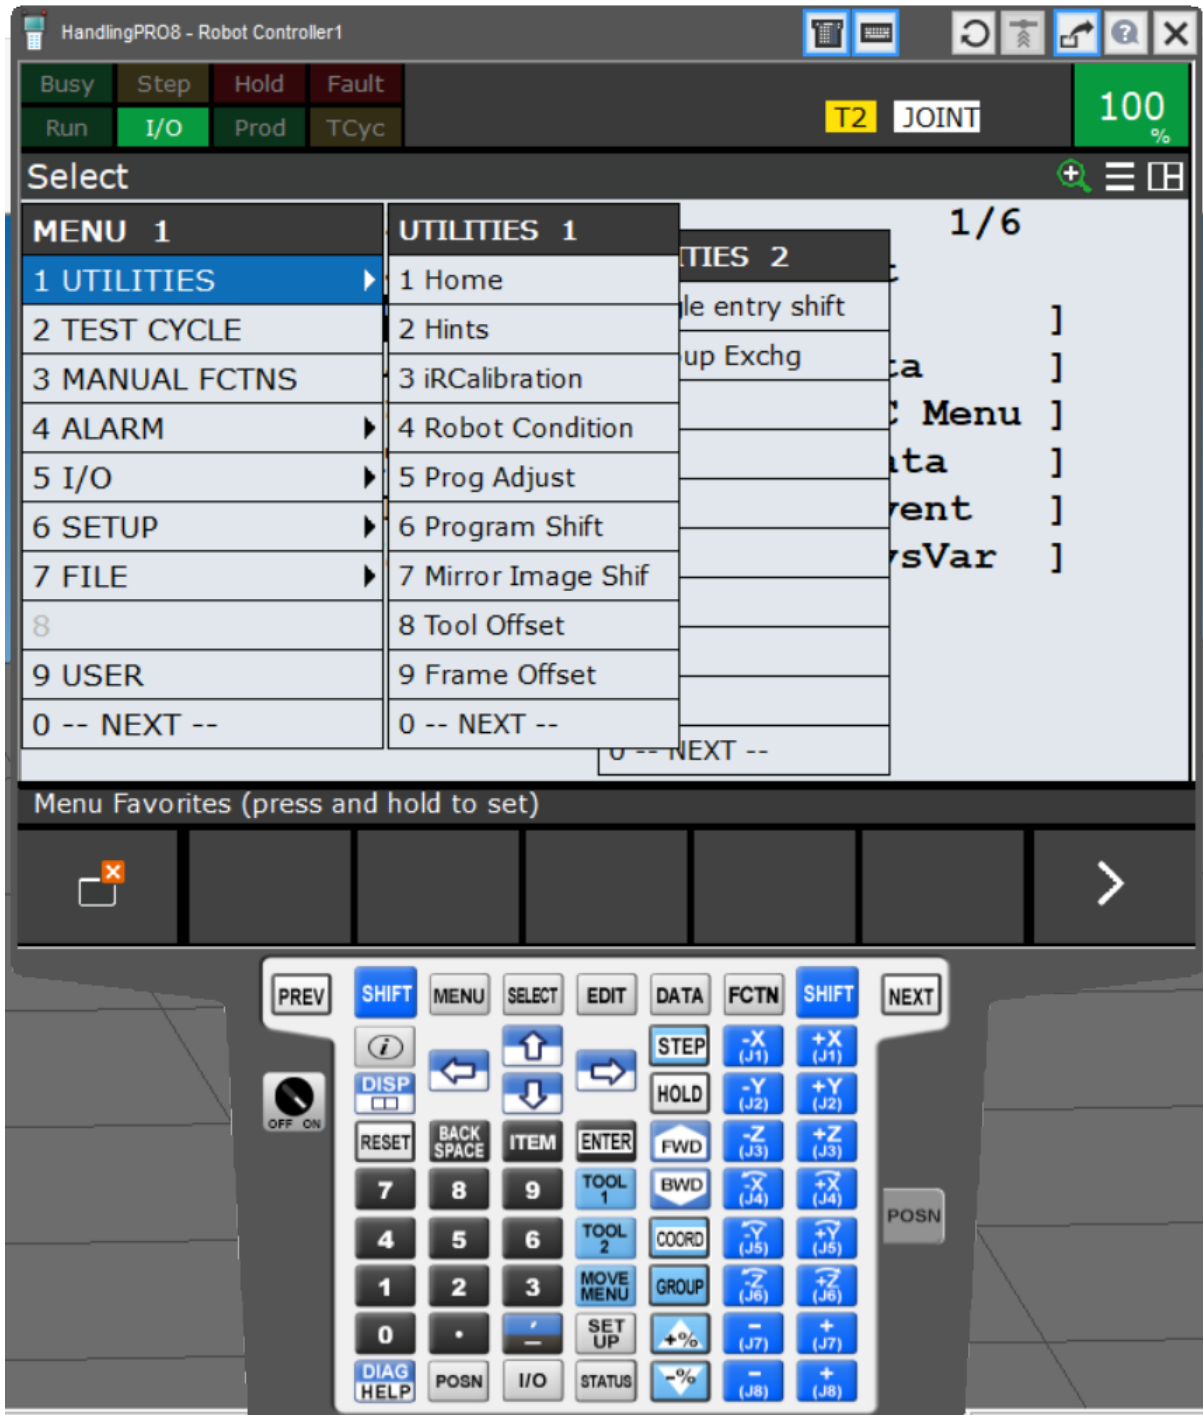 HandlingPRO8 - Robot Controller1
Busy Step Hold Fault
Run I/O Prod TCyc
T2 JOINT 100 %
Select
1/6
MENU 1
1 UTILITIES
2 TEST CYCLE
3 MANUAL FCTNS
4 ALARM
5 I/O
6 SETUP
7 FILE
8
9 USER
0 -- NEXT --
UTILITIES 1
1 Home
2 Hints
3 iRCalibration
4 Robot Condition
5 Prog Adjust
6 Program Shift
7 Mirror Image Shif
8 Tool Offset
9 Frame Offset
0 -- NEXT --
TIES 2
le entry shift
up Exchg
0 -- NEXT --
]
ta ]
C Menu ]
ata ]
vent ]
ysVar ]
Menu Favorites (press and hold to set)
PREV SHIFT MENU SELECT EDIT DATA FCTN SHIFT NEXT
i STEP -X (J1) +X (J1)
DISP HOLD -Y (J2) +Y (J2)
OFF ON
RESET BACK SPACE ITEM ENTER FWD -Z (J3) +Z (J3)
7 8 9 TOOL 1 BWD -X (J4) +X (J4)
POSN
4 5 6 TOOL 2 COORD -Y (J5) +Y (J5)
1 2 3 MOVE MENU GROUP -Z (J6) +Z (J6)
0 . , - SET UP +% - (J7) + (J7)
DIAG HELP POSN I/O STATUS -% - (J8) + (J8)